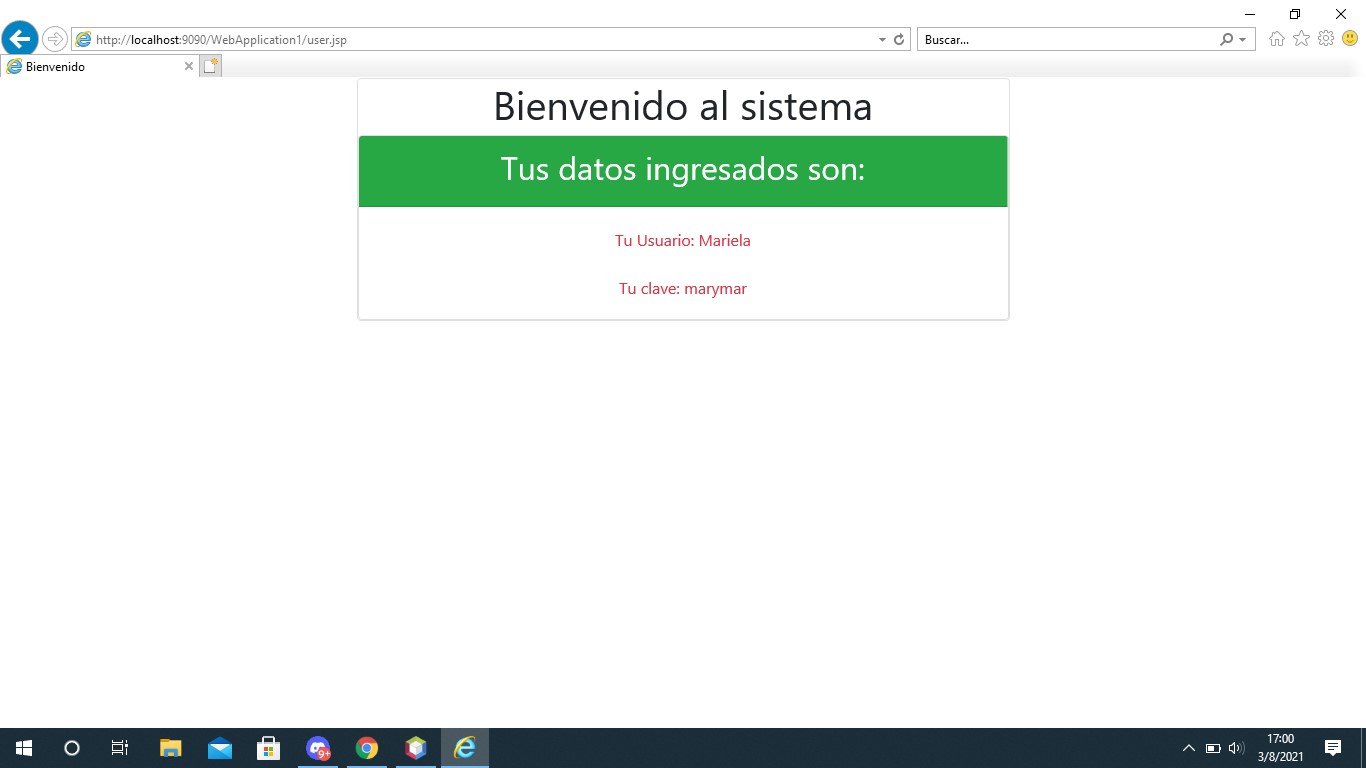 http://localhost:9090/WebApplication1/user.jsp
Buscar...
Bienvenido
Bienvenido al sistema
Tus datos ingresados son:
Tu Usuario: Mariela
Tu clave: marymar
9+
17:00
3/8/2021